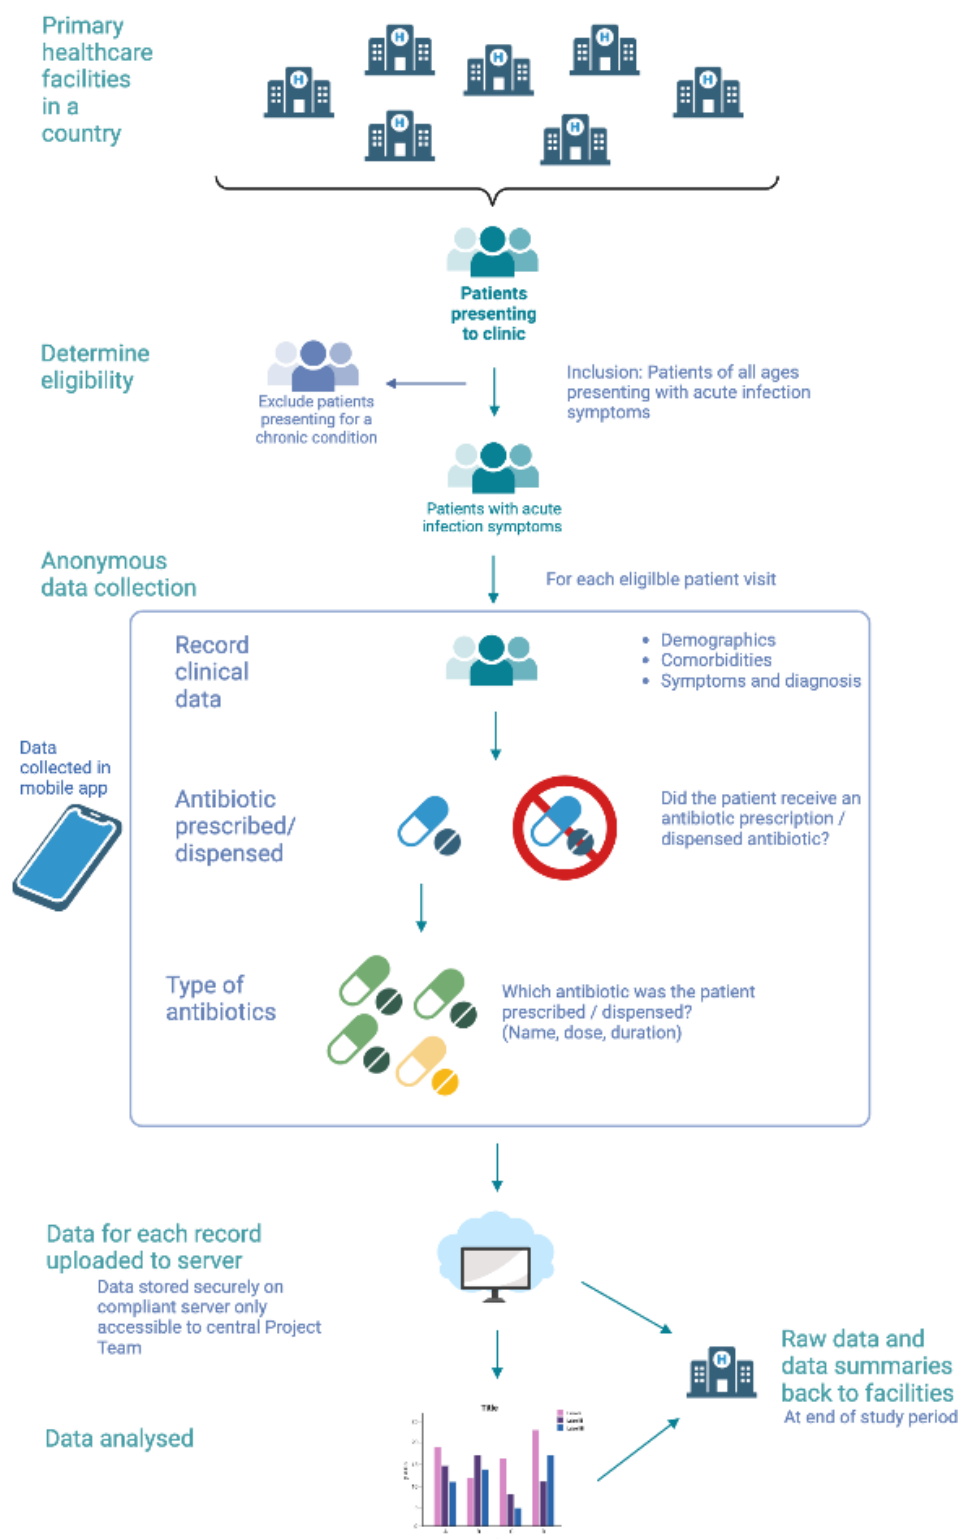 Primary
healthcare
facilities
in a
country
H
H
H
H
H
H
H
Patients
presenting
to clinic
Determine
eligibility
Exclude patients
presenting for a
chronic condition
Inclusion: Patients of all ages
presenting with acute infection
symptoms
Patients with acute
infection symptoms
Anonymous
data collection
For each eligilble patient visit
Record
clinical
data
• Demographics
• Comorbidities
• Symptoms and diagnosis
Data
collected in
mobile app
Antibiotic
prescribed/
dispensed
Did the patient receive an
antibiotic prescription /
dispensed antibiotic?
Type of
antibiotics
Which antibiotic was the patient
prescribed / dispensed?
(Name, dose, duration)
Data for each record
uploaded to server
Data stored securely on
compliant server only
accessible to central Project
Team
H
Raw data and
data summaries
back to facilities
At end of study period
Data analysed
Title